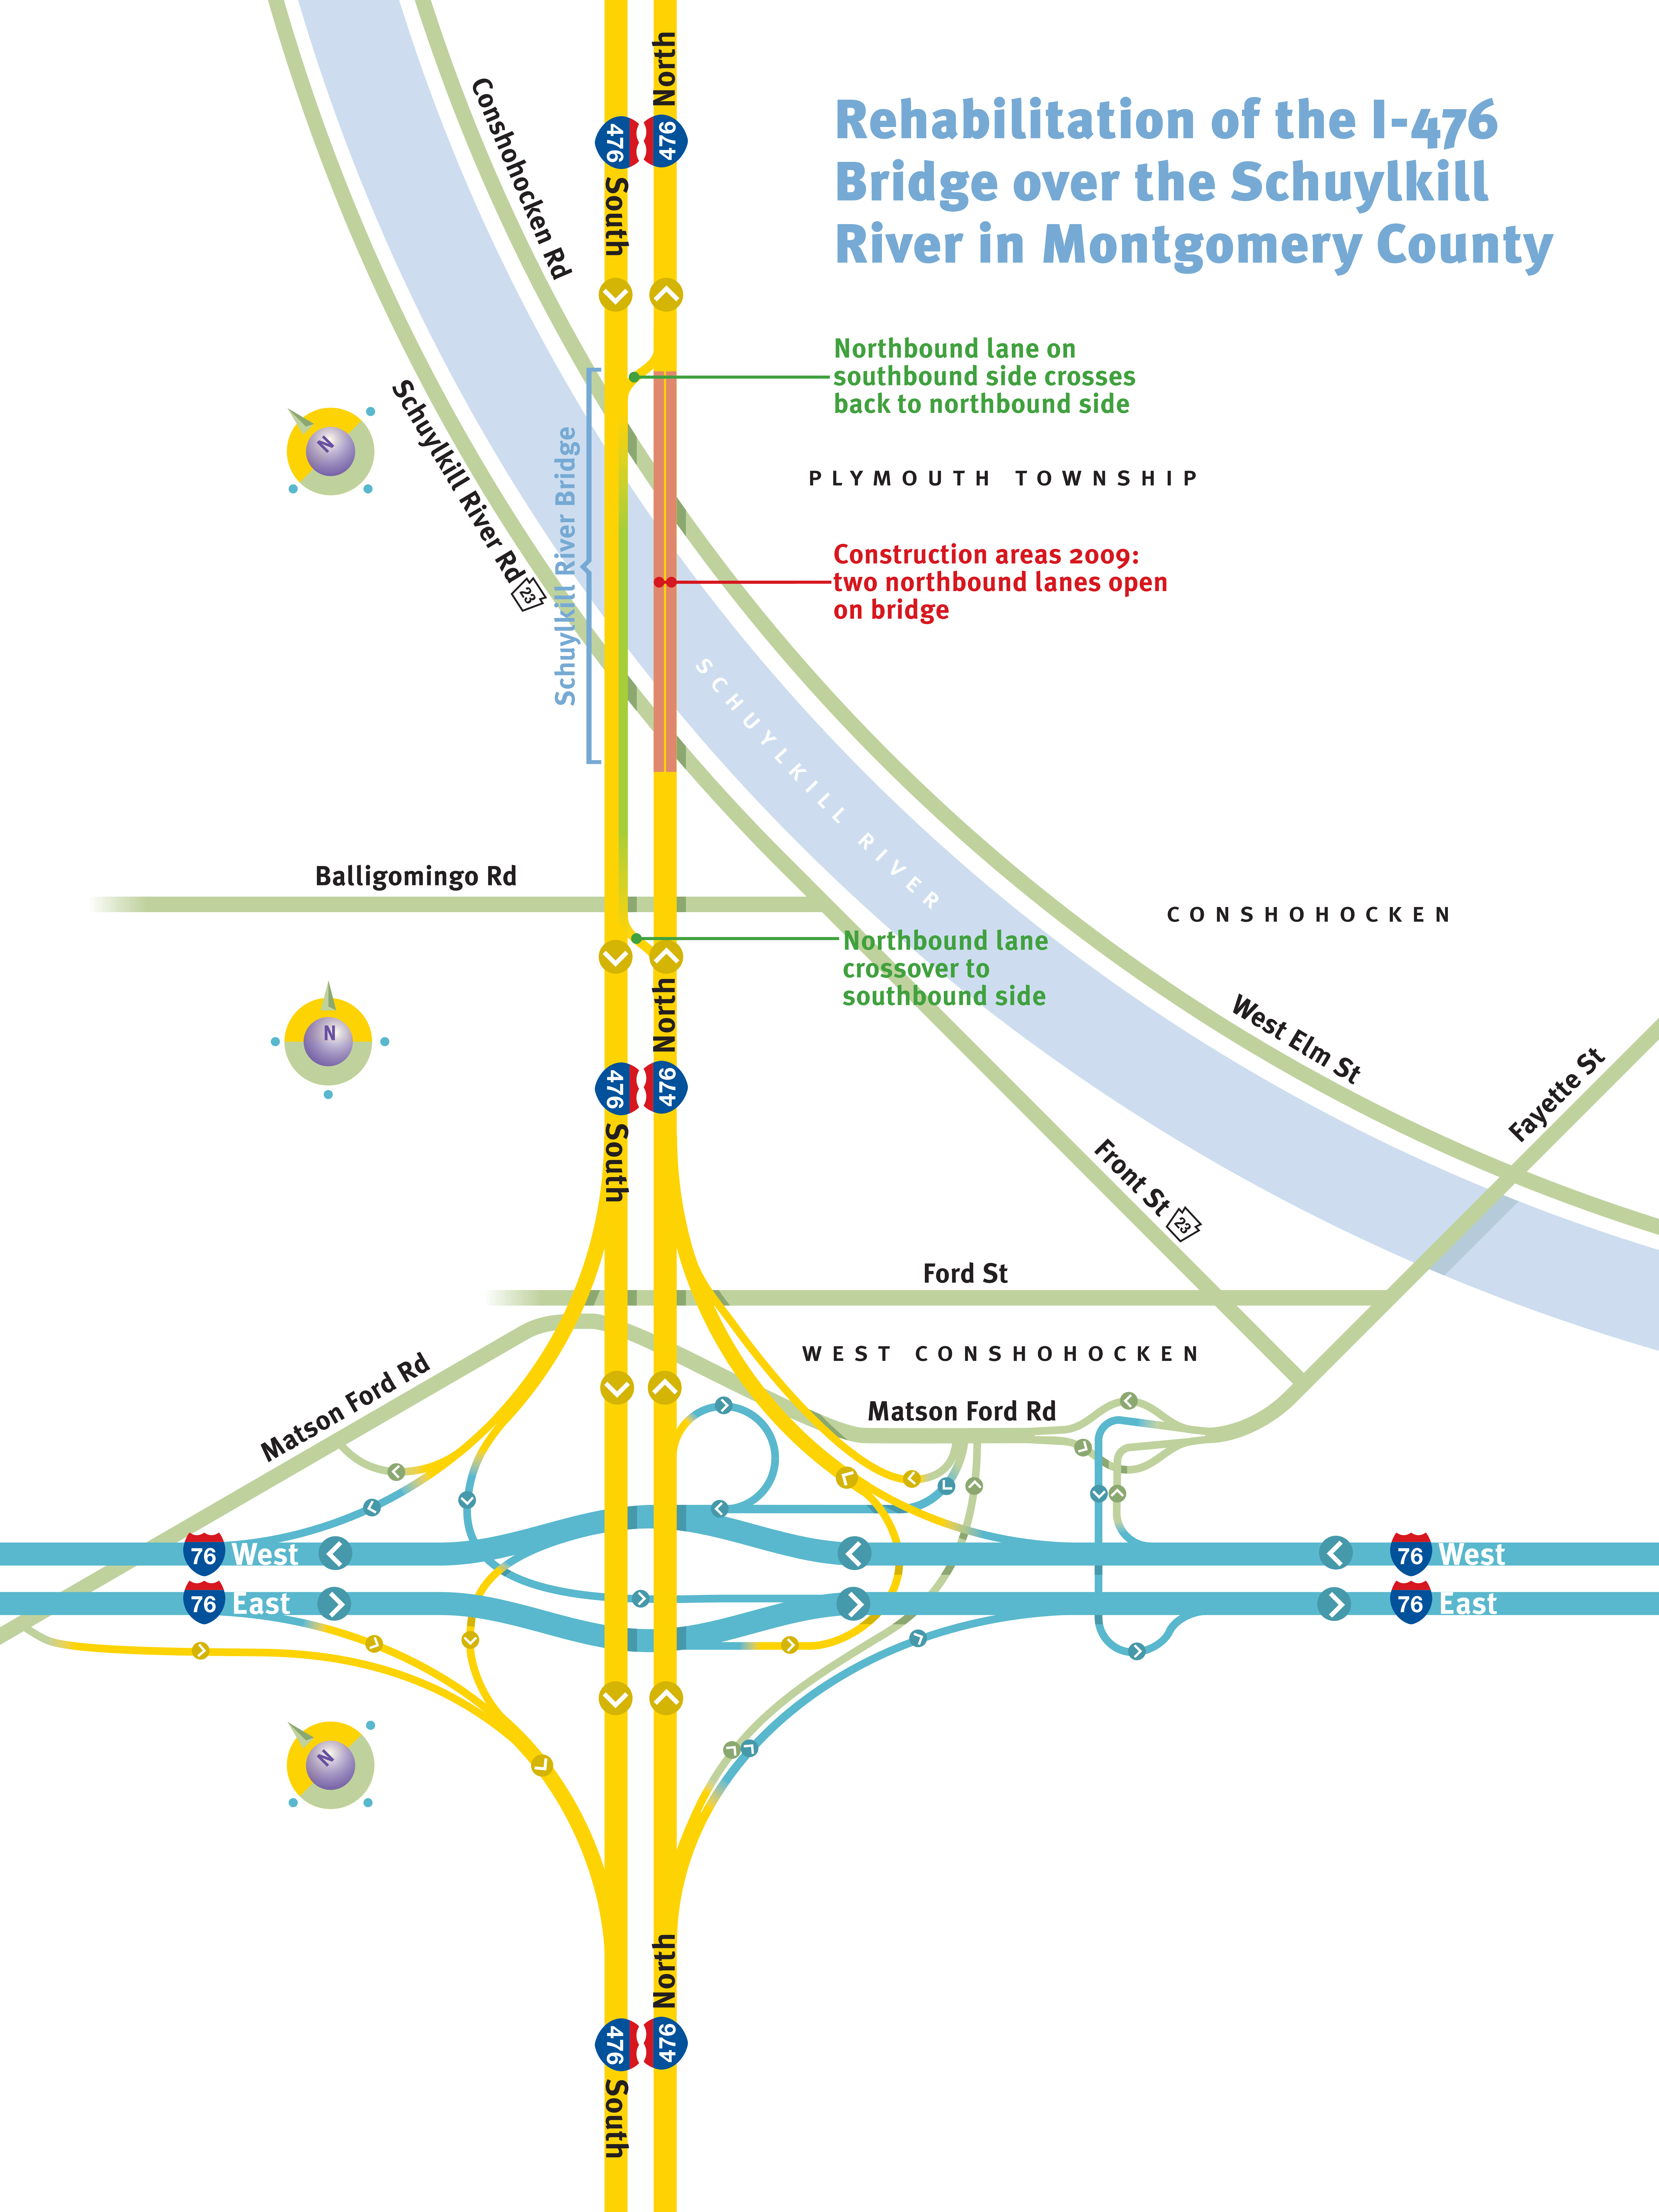 North
476
476
South
Conshohocken Rd
Rehabilitation of the I-476
Bridge over the Schuylkill
River in Montgomery County
Northbound lane on
southbound side crosses
back to northbound side
Schuylkill River Rd
23
N
Schuylkill River Bridge
PLYMOUTH TOWNSHIP
Construction areas 2009:
two northbound lanes open
on bridge
SCHUYLKILL RIVER
Balligomingo Rd
CONSHOHOCKEN
Northbound lane
crossover to
southbound side
North
N
476
476
South
West Elm St
Fayette St
Front St
23
Ford St
WEST CONSHOHOCKEN
Matson Ford Rd
Matson Ford Rd
76 West
76 West
76 East
76 East
N
North
476
476
South